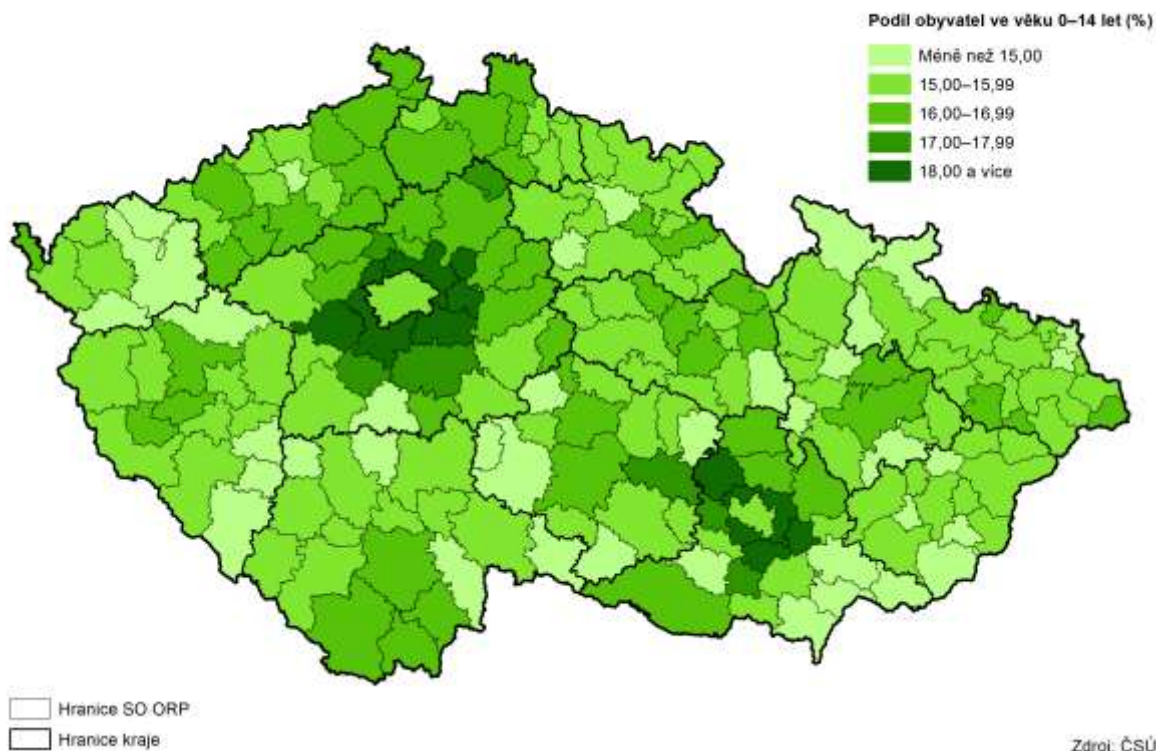 Podíl obyvatel ve věku 0–14 let (%)
Méně než 15,00
15,00–15,99
16,00–16,99
17,00–17,99
18,00 a více
Hranice SO ORP
Hranice kraje
Zdroj: ČSÚ